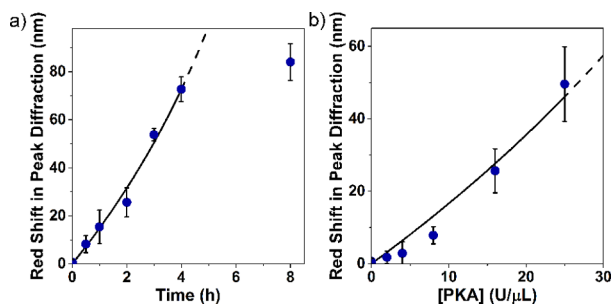 a)
Red Shift in Peak Diffraction (nm)
80
60
40
20
0
0 2 4 6 8
Time (h)
b)
Red Shift in Peak Diffraction (nm)
60
40
20
0
0 10 20 30
[PKA] (U/μL)